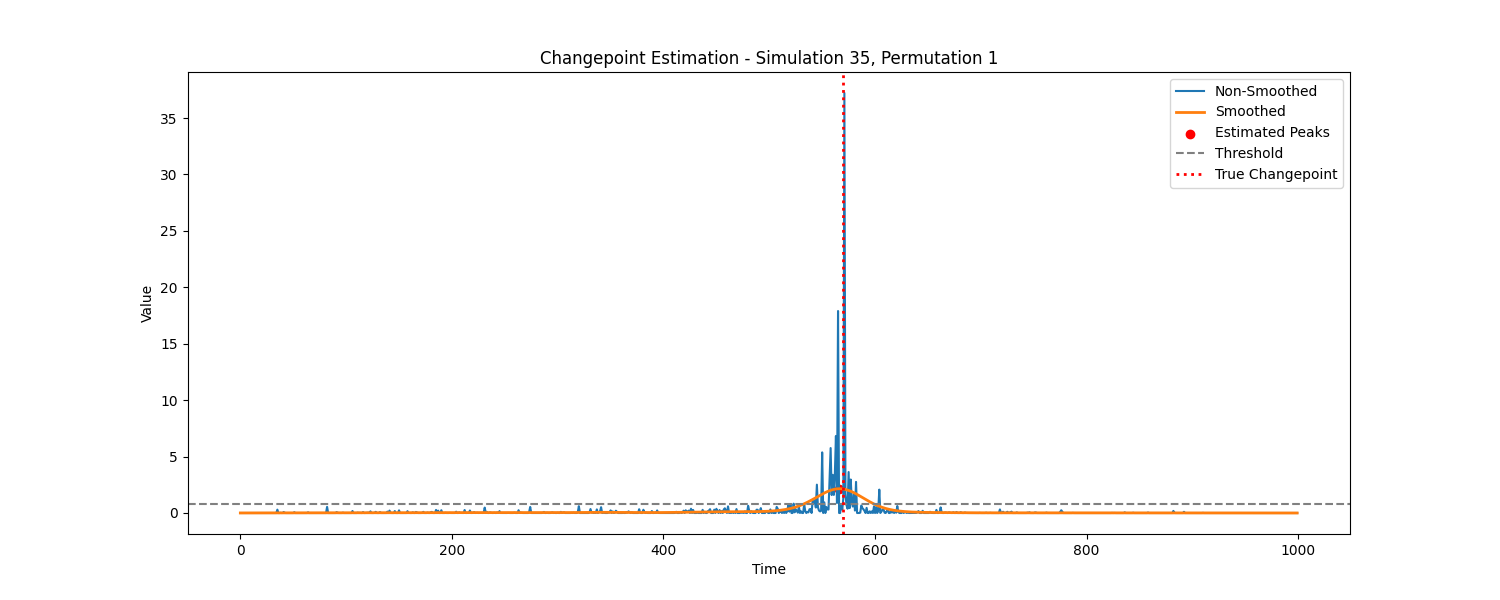 Changepoint Estimation - Simulation 35, Permutation 1
Non-Smoothed
Smoothed
Estimated Peaks
Threshold
True Changepoint
Value
35
30
25
20
15
10
5
0
0 200 400 600 800 1000
Time